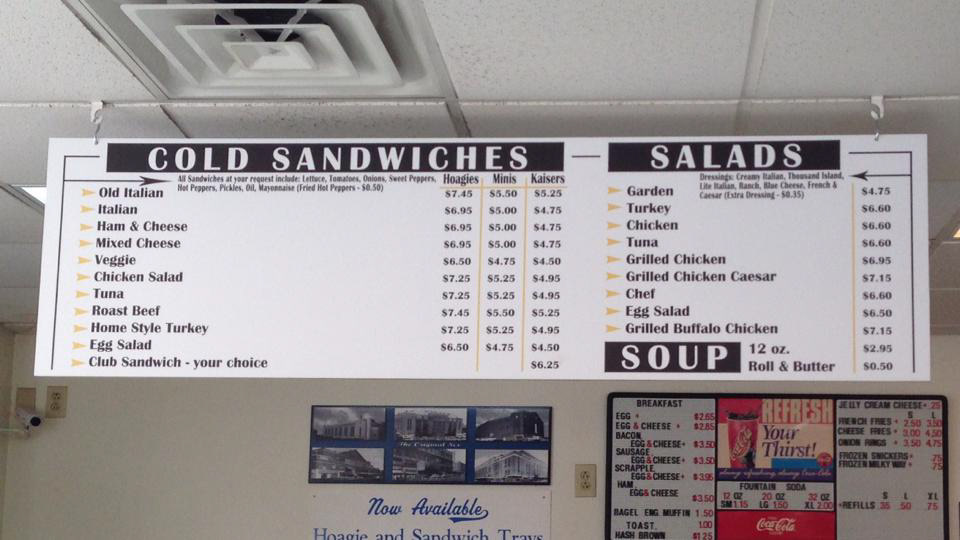 COLD SANDWICHES
All Sandwiches at your request include: Lettuce, Tomatoes, Onions, Sweet Peppers,
Hot Peppers, Pickles, Oil, Mayonnaise (Fried Hot Peppers - $0.50)
Hoagies Minis Kaisers
Old Italian $7.45 $5.50 $5.25
Italian $6.95 $5.00 $4.75
Ham & Cheese $6.95 $5.00 $4.75
Mixed Cheese $6.95 $5.00 $4.75
Veggie $6.50 $4.75 $4.50
Chicken Salad $7.25 $5.25 $4.95
Tuna $7.25 $5.25 $4.95
Roast Beef $7.45 $5.50 $5.25
Home Style Turkey $7.25 $5.25 $4.95
Egg Salad $6.50 $4.75 $4.50
Club Sandwich - your choice $6.25
SALADS
Dressings: Creamy Italian, Thousand Island,
Lite Italian, Ranch, Blue Cheese, French &
Caesar (Extra Dressing - $0.35)
Garden $4.75
Turkey $6.60
Chicken $6.60
Tuna $6.60
Grilled Chicken $6.95
Grilled Chicken Caesar $7.15
Chef $6.60
Egg Salad $6.50
Grilled Buffalo Chicken $7.15
SOUP 12 oz. $2.95
Roll & Butter $0.50
Now Available
Hoagie and Sandwich Trays
BREAKFAST
EGG + $2.65
EGG & CHEESE+ $2.85
BACON,
EGG&CHEESE+ $3.50
SAUSAGE,
EGG&CHEESE+ $3.50
SCRAPPLE,
EGG&CHEESE+ $3.95
HAM,
EGG& CHEESE $3.50
BAGEL ENG. MUFFIN 1.50
TOAST. 1.00
HASH BROWN $1.25
REFRESH
Your
Thirst!
FOUNTAIN SODA
12 OZ 20 OZ 32 OZ
SM 1.15 LG 1.50 XL 2.00
Coca-Cola
JELLY CREAM CHEESE+ .25
S L
FRENCH FRIES + 2.50 3.50
CHEESE FRIES + 3.00 4.50
ONION RINGS + 3.50 4.75
FROZEN SNICKERS+ .75
FROZEN MILKY WAY + .75
S L XL
+REFILLS .35 .50 .75